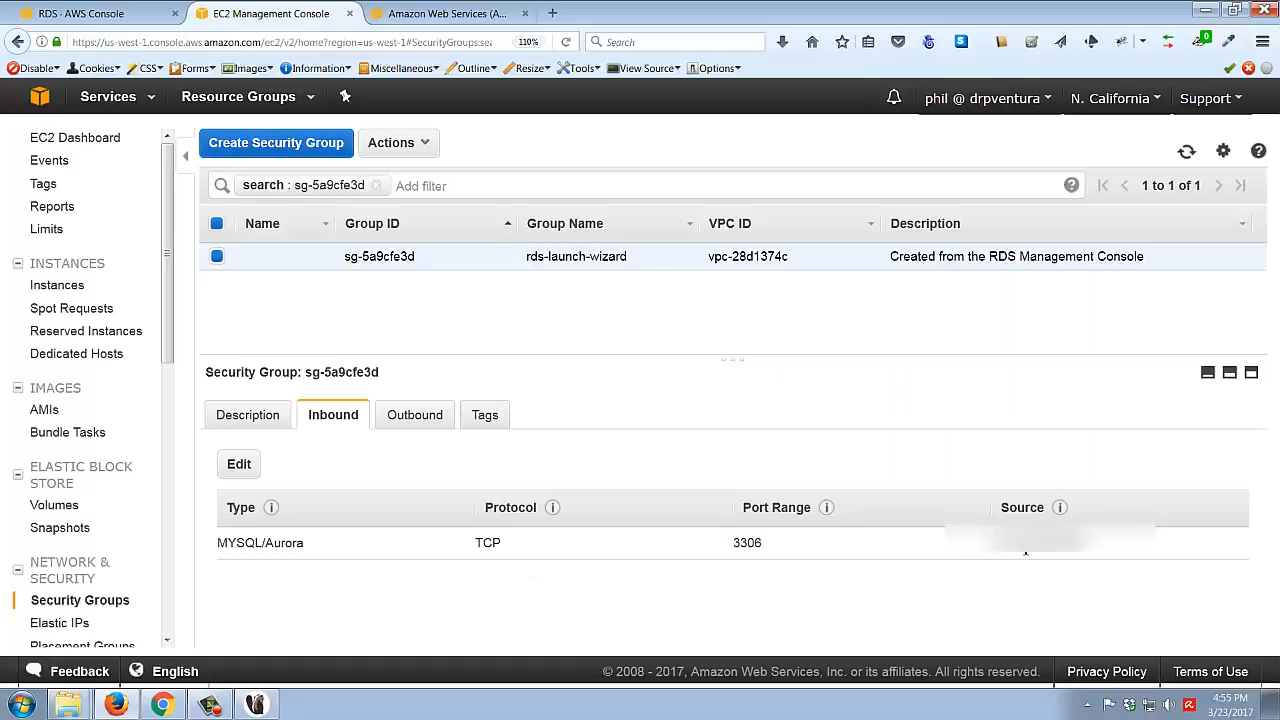 RDS - AWS Console
EC2 Management Console
Amazon Web Services (A...
https://us-west-1.console.aws.amazon.com/ec2/v2/home?region=us-west-1#SecurityGroups:se
110%
Search
0
Disable
Cookies
CSS
Forms
Images
Information
Miscellaneous
Outline
Resize
Tools
View Source
Options
Services
Resource Groups
phil @ drpventura
N. California
Support
EC2 Dashboard
Events
Tags
Reports
Limits
INSTANCES
Instances
Spot Requests
Reserved Instances
Dedicated Hosts
IMAGES
AMIs
Bundle Tasks
ELASTIC BLOCK
STORE
Volumes
Snapshots
NETWORK &
SECURITY
Security Groups
Elastic IPs
Placement Groups
Create Security Group
Actions
search : sg-5a9cfe3d
Add filter
1 to 1 of 1
Name
Group ID
Group Name
VPC ID
Description
sg-5a9cfe3d
rds-launch-wizard
vpc-28d1374c
Created from the RDS Management Console
Security Group: sg-5a9cfe3d
Description
Inbound
Outbound
Tags
Edit
Type
Protocol
Port Range
Source
MYSQL/Aurora
TCP
3306
Feedback
English
© 2008 - 2017, Amazon Web Services, Inc. or its affiliates. All rights reserved.
Privacy Policy
Terms of Use
4:55 PM
3/23/2017